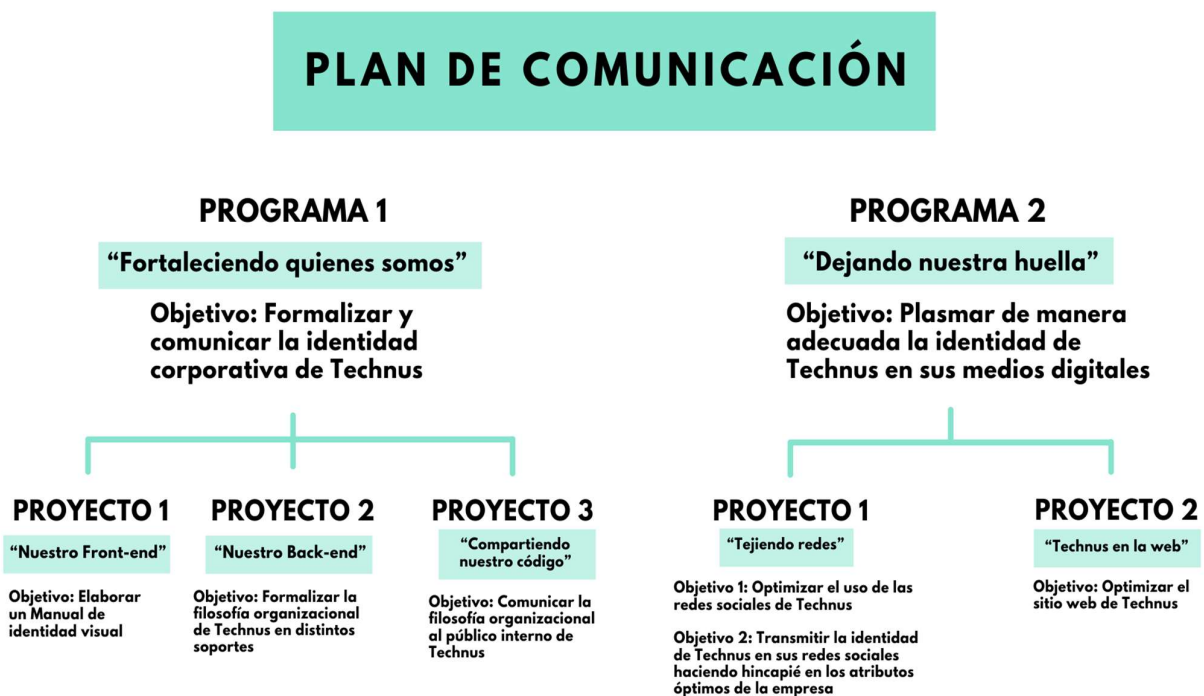 PLAN DE COMUNICACIÓN
PROGRAMA 1
“Fortaleciendo quienes somos”
Objetivo: Formalizar y
comunicar la identidad
corporativa de Technus
PROYECTO 1
“Nuestro Front-end”
Objetivo: Elaborar
un Manual de
identidad visual
PROYECTO 2
“Nuestro Back-end”
Objetivo: Formalizar la
filosofía organizacional
de Technus en distintos
soportes
PROYECTO 3
“Compartiendo
nuestro código”
Objetivo: Comunicar la
filosofía organizacional
al público interno de
Technus
PROGRAMA 2
“Dejando nuestra huella”
Objetivo: Plasmar de manera
adecuada la identidad de
Technus en sus medios digitales
PROYECTO 1
“Tejiendo redes”
Objetivo 1: Optimizar el uso de las
redes sociales de Technus
Objetivo 2: Transmitir la identidad
de Technus en sus redes sociales
haciendo hincapié en los atributos
óptimos de la empresa
PROYECTO 2
“Technus en la web”
Objetivo: Optimizar el
sitio web de Technus